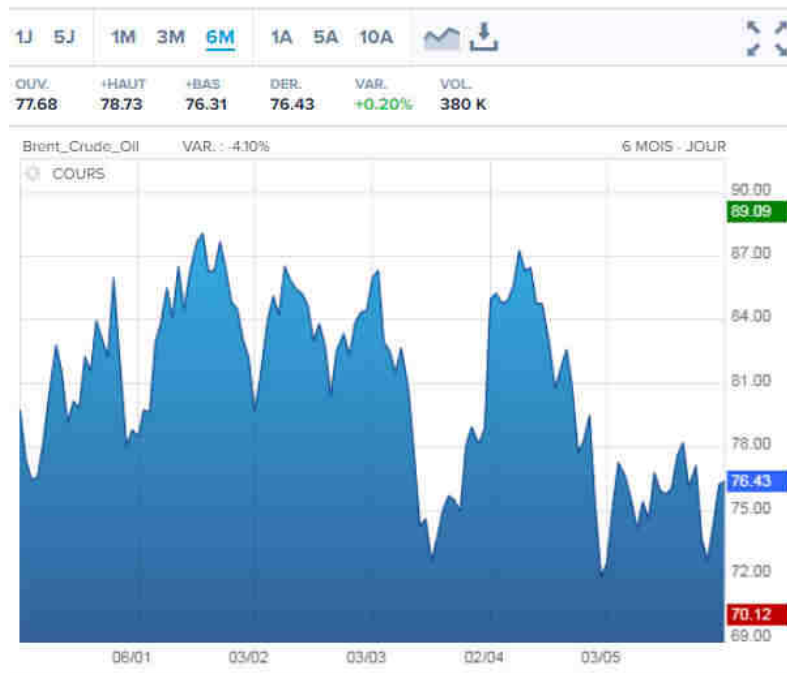 1J 5J 1M 3M 6M 1A 5A 10A
OUV. +HAUT +BAS DER. VAR. VOL.
77.68 78.73 76.31 76.43 +0.20% 380 K
Brent_Crude_Oil VAR. : -4.10% 6 MOIS - JOUR
COURS
90.00
89.09
87.00
84.00
81.00
78.00
76.43
75.00
72.00
70.12
69.00
06/01 03/02 03/03 02/04 03/05